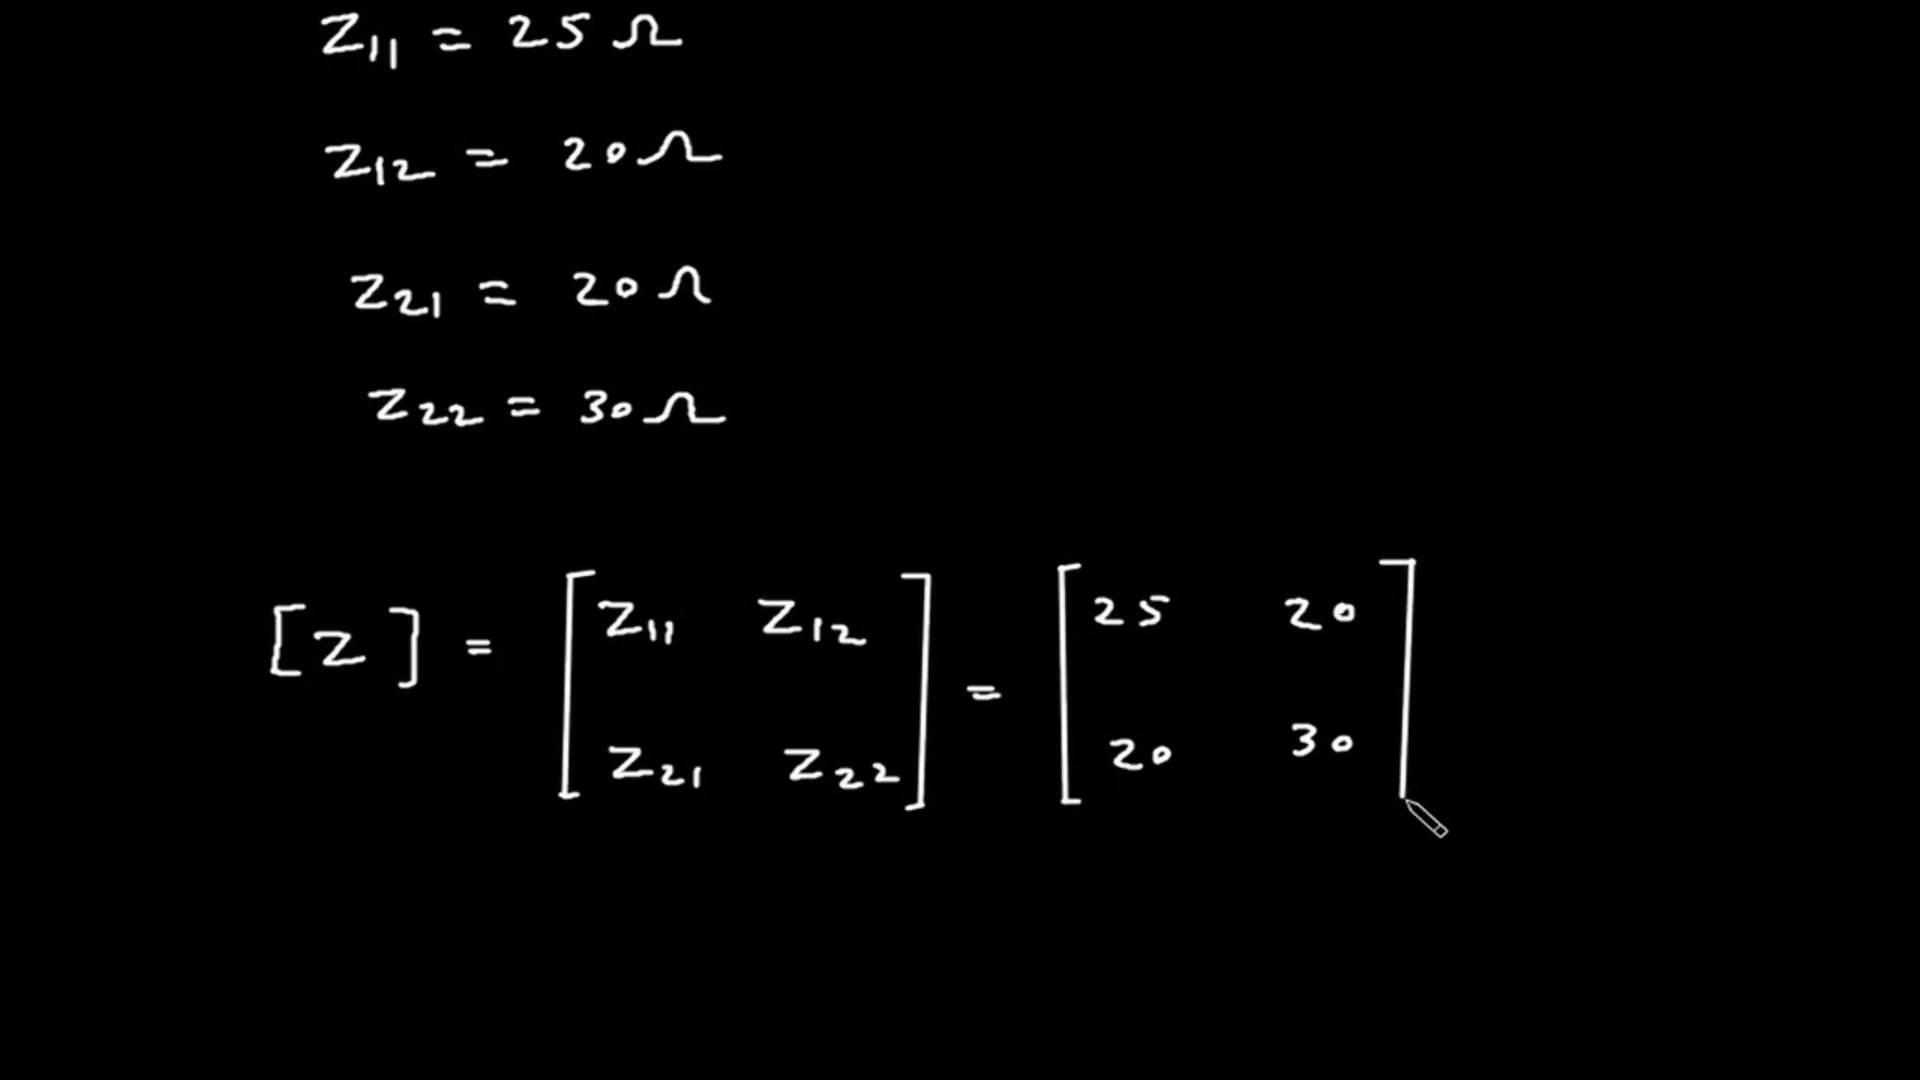 Z11 = 25 Ω
Z12 = 20 Ω
Z21 = 20 Ω
Z22 = 30 Ω
[Z] = [Z11 Z12 = [25 20]
Z21 Z22] 20 30